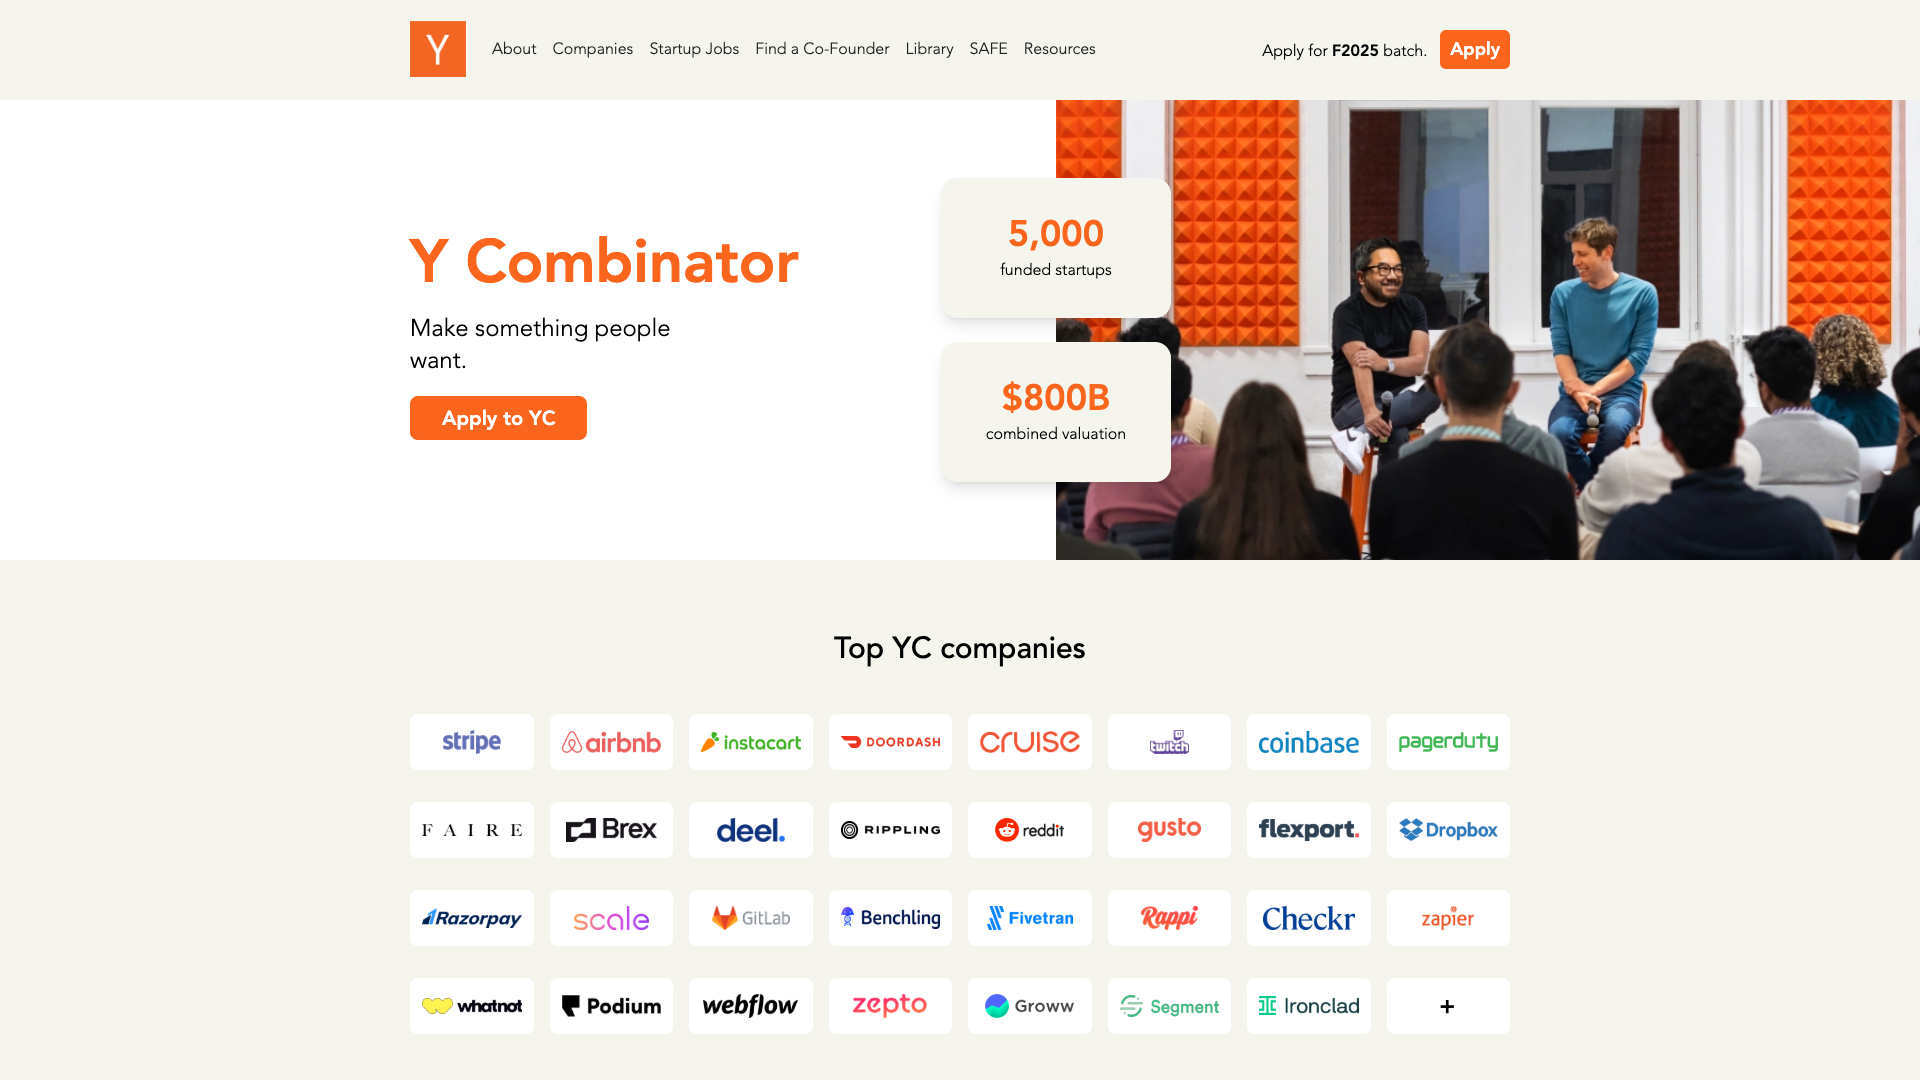 Y
About Companies Startup Jobs Find a Co-Founder Library SAFE Resources
Apply for F2025 batch.
Apply
Y Combinator
Make something people
want.
Apply to YC
5,000
funded startups
$800B
combined valuation
Top YC companies
stripe airbnb instacart DOORDASH CRUISE twitch coinbase pagerduty
FAIRE Brex deel. RIPPLING reddit gusto flexport. Dropbox
Razorpay scale GitLab Benchling Fivetran Rappi Checkr zapier
whatnot Podium webflow zepto Groww Segment Ironclad +